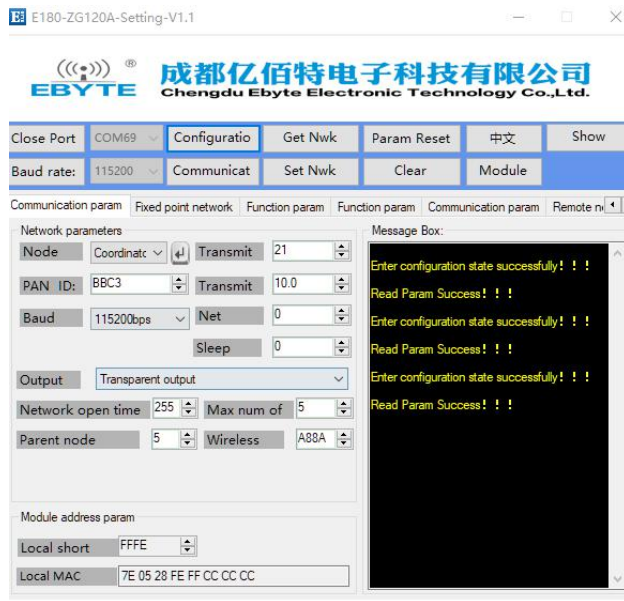 E180-ZG120A-Setting-V1.1
(((•))) ®
EBYTE
成都亿佰特电子科技有限公司
Chengdu Ebyte Electronic Technology Co.,Ltd.
Close Port COM69 Configuratio Get Nwk Param Reset 中文 Show
Baud rate: 115200 Communicat Set Nwk Clear Module
Communication param Fixed point network Function param Function param Communication param Remote n
Network parameters
Node Coordinatc Transmit 21
PAN ID: BBC3 Transmit 10.0
Baud 115200bps Net 0
Sleep 0
Output Transparent output
Network open time 255 Max num of 5
Parent node 5 Wireless A88A
Module address param
Local short FFFE
Local MAC 7E 05 28 FE FF CC CC CC
Message Box:
Enter configuration state successfully! ! !
Read Param Success! ! !
Enter configuration state successfully! ! !
Read Param Success! ! !
Enter configuration state successfully! ! !
Read Param Success! ! !